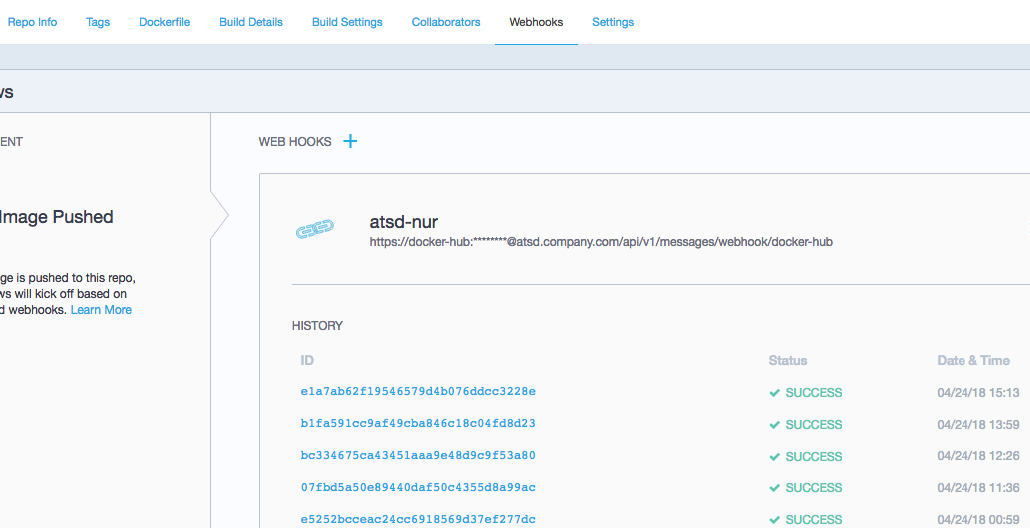 Repo Info Tags Dockerfile Build Details Build Settings Collaborators Webhooks Settings
vs
ENT
WEB HOOKS +
Image Pushed
ge is pushed to this repo,
ws will kick off based on
d webhooks. Learn More
atsd-nur
https://docker-hub:********@atsd.company.com/api/v1/messages/webhook/docker-hub
HISTORY
ID Status Date & Time
e1a7ab62f19546579d4b076ddcc3228e SUCCESS 04/24/18 15:13
b1fa591cc9af49cba846c18c04fd8d23 SUCCESS 04/24/18 13:59
bc334675ca43451aaa9e48d9c9f53a80 SUCCESS 04/24/18 12:26
07fbd5a50e89440daf50c4355d8a99ac SUCCESS 04/24/18 11:36
e5252bcceac24cc6918569d37ef277dc SUCCESS 04/24/18 00:59